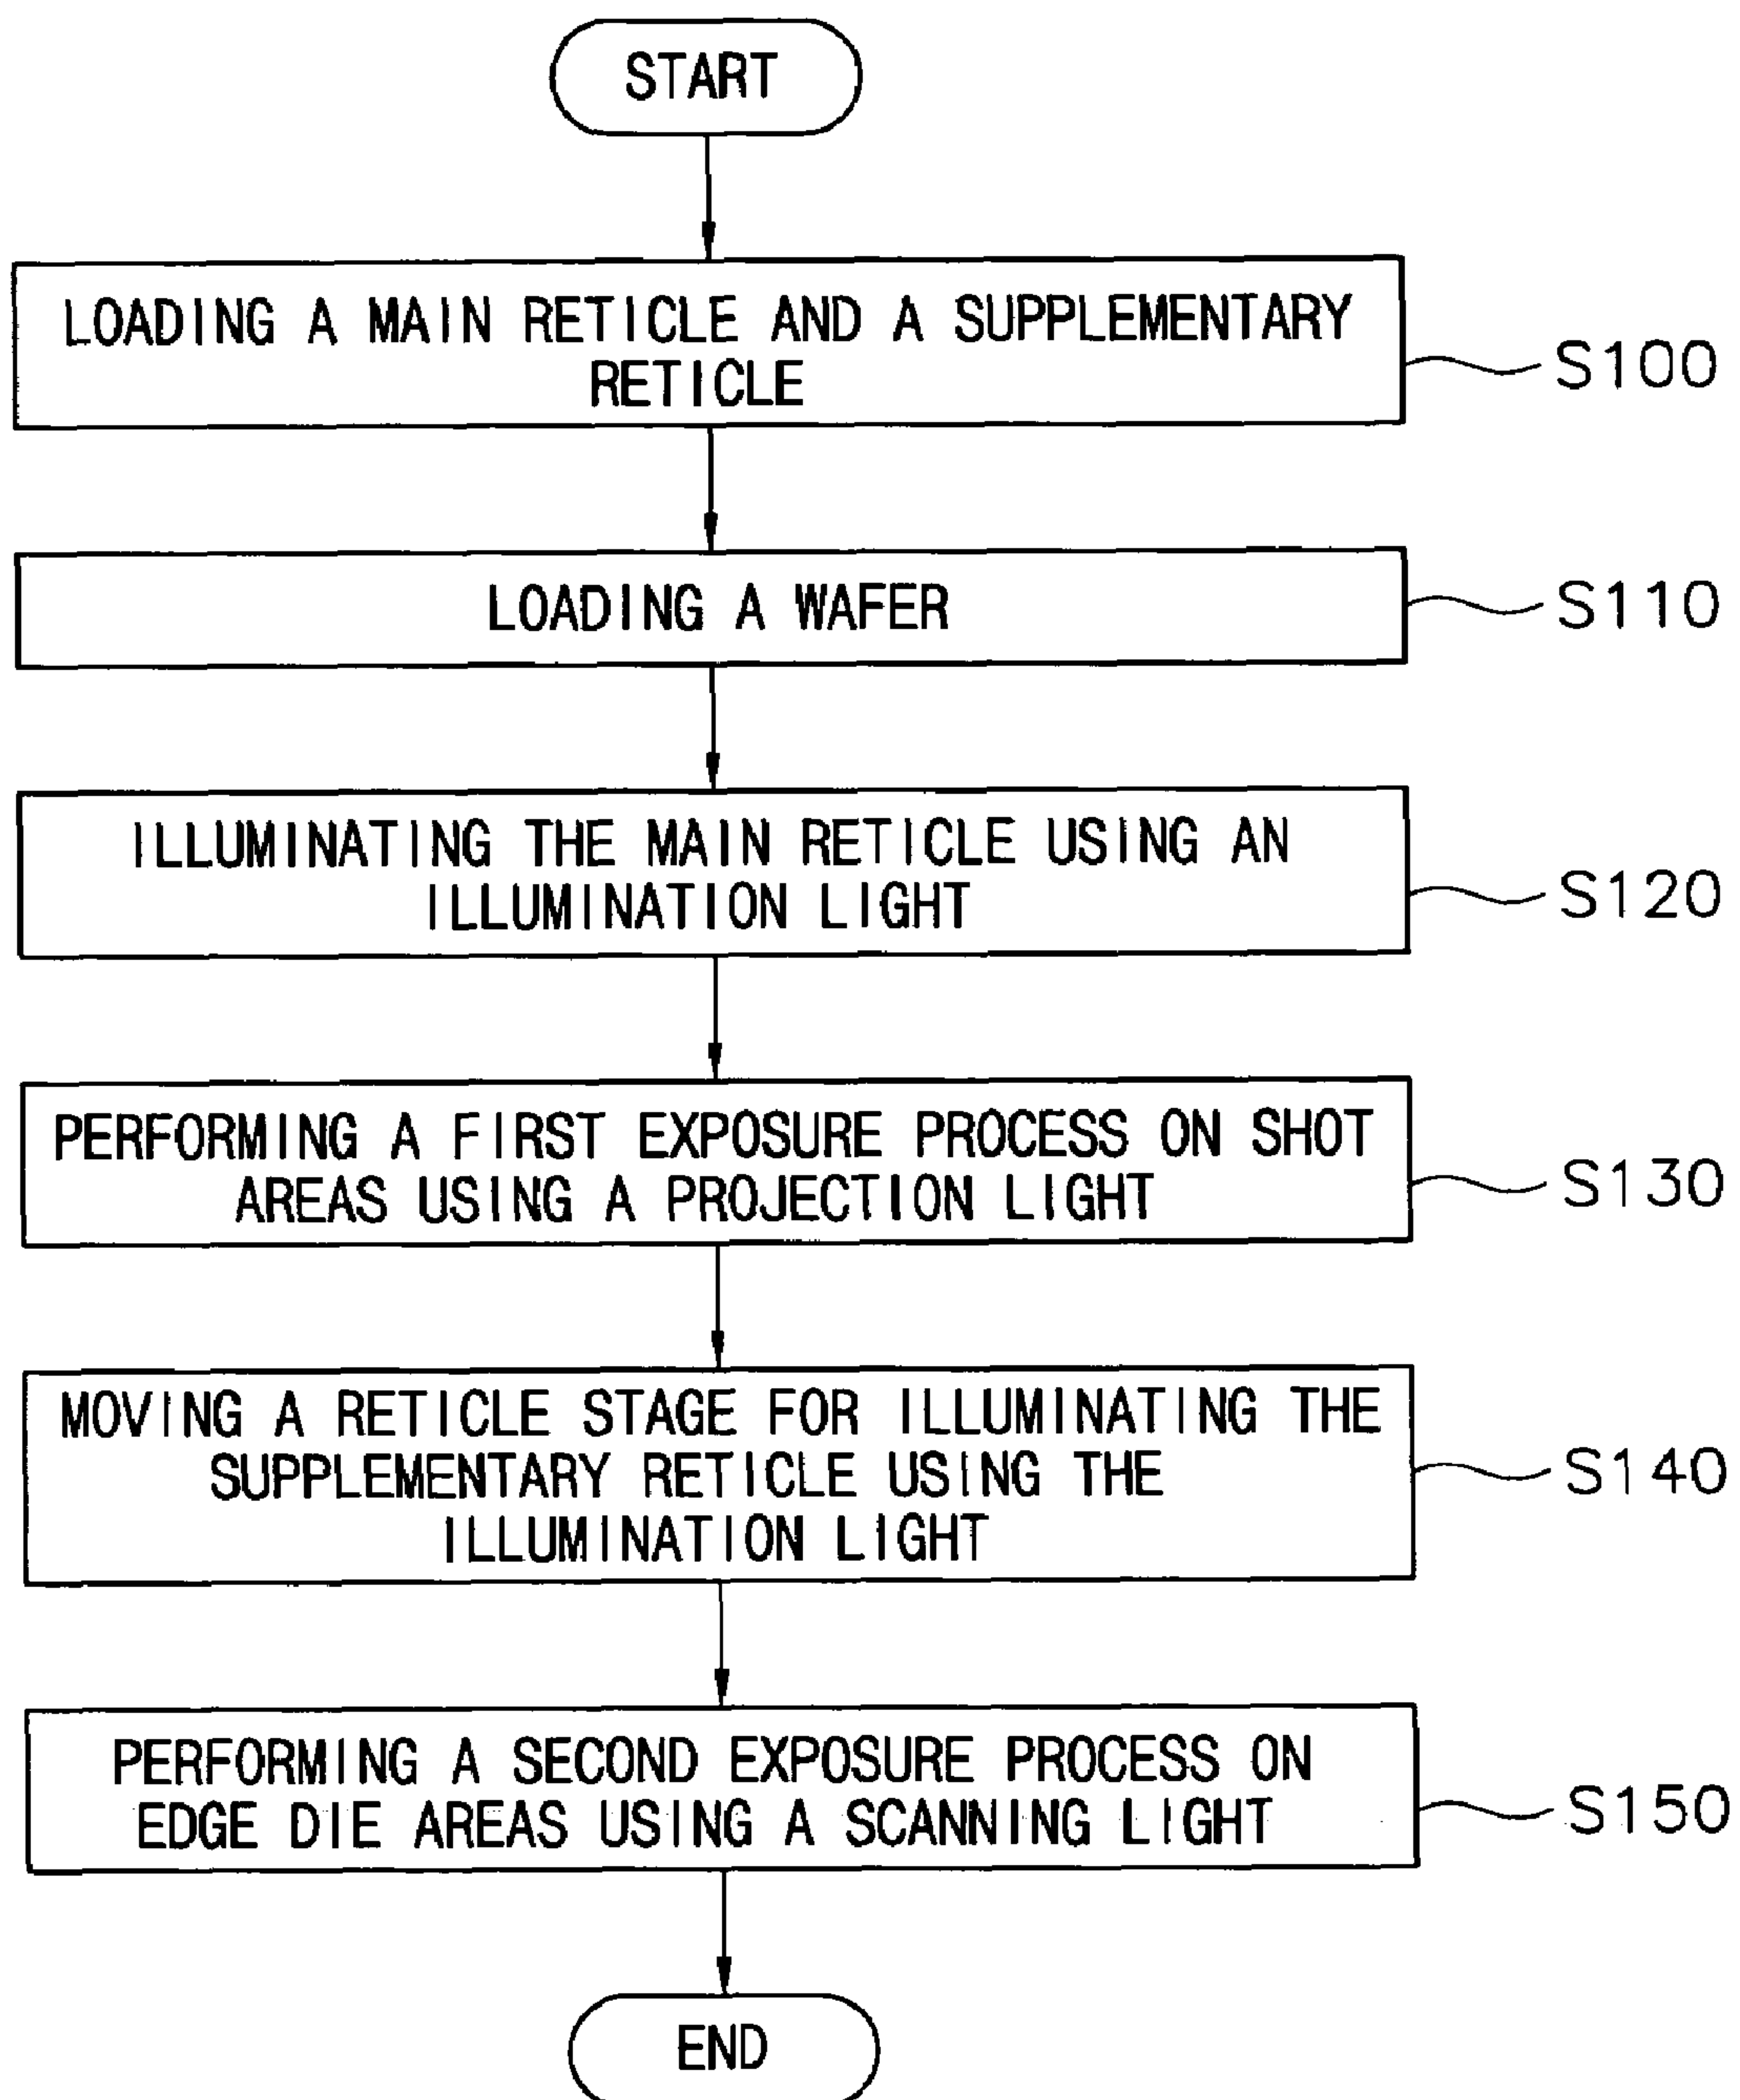 START
LOADING A MAIN RETICLE AND A SUPPLEMENTARY
RETICLE
S100
LOADING A WAFER
S110
ILLUMINATING THE MAIN RETICLE USING AN
ILLUMINATION LIGHT
S120
PERFORMING A FIRST EXPOSURE PROCESS ON SHOT
AREAS USING A PROJECTION LIGHT
S130
MOVING A RETICLE STAGE FOR ILLUMINATING THE
SUPPLEMENTARY RETICLE USING THE
ILLUMINATION LIGHT
S140
PERFORMING A SECOND EXPOSURE PROCESS ON
EDGE DIE AREAS USING A SCANNING LIGHT
S150
END